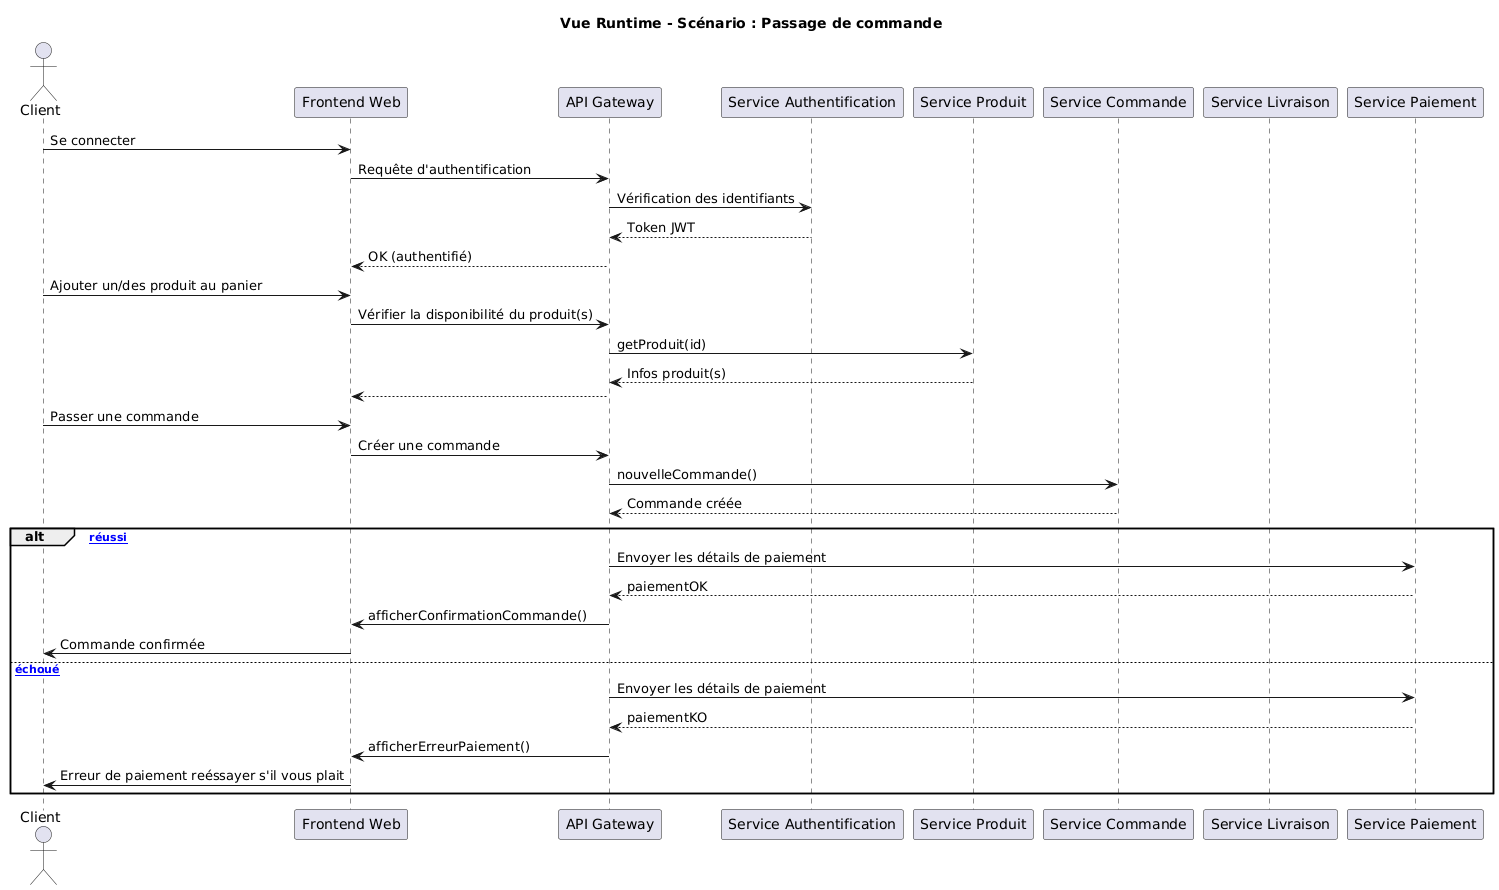 Vue Runtime - Scénario : Passage de commande
Client
Frontend Web
API Gateway
Service Authentification
Service Produit
Service Commande
Service Livraison
Service Paiement
Se connecter
Requête d'authentification
Vérification des identifiants
Token JWT
OK (authentifié)
Ajouter un/des produit au panier
Vérifier la disponibilité du produit(s)
getProduit(id)
Infos produit(s)
Passer une commande
Créer une commande
nouvelleCommande()
Commande créée
alt
réussi
Envoyer les détails de paiement
paiementOK
afficherConfirmationCommande()
Commande confirmée
échoué
Envoyer les détails de paiement
paiementKO
afficherErreurPaiement()
Erreur de paiement reéssayer s'il vous plait
Client
Frontend Web
API Gateway
Service Authentification
Service Produit
Service Commande
Service Livraison
Service Paiement